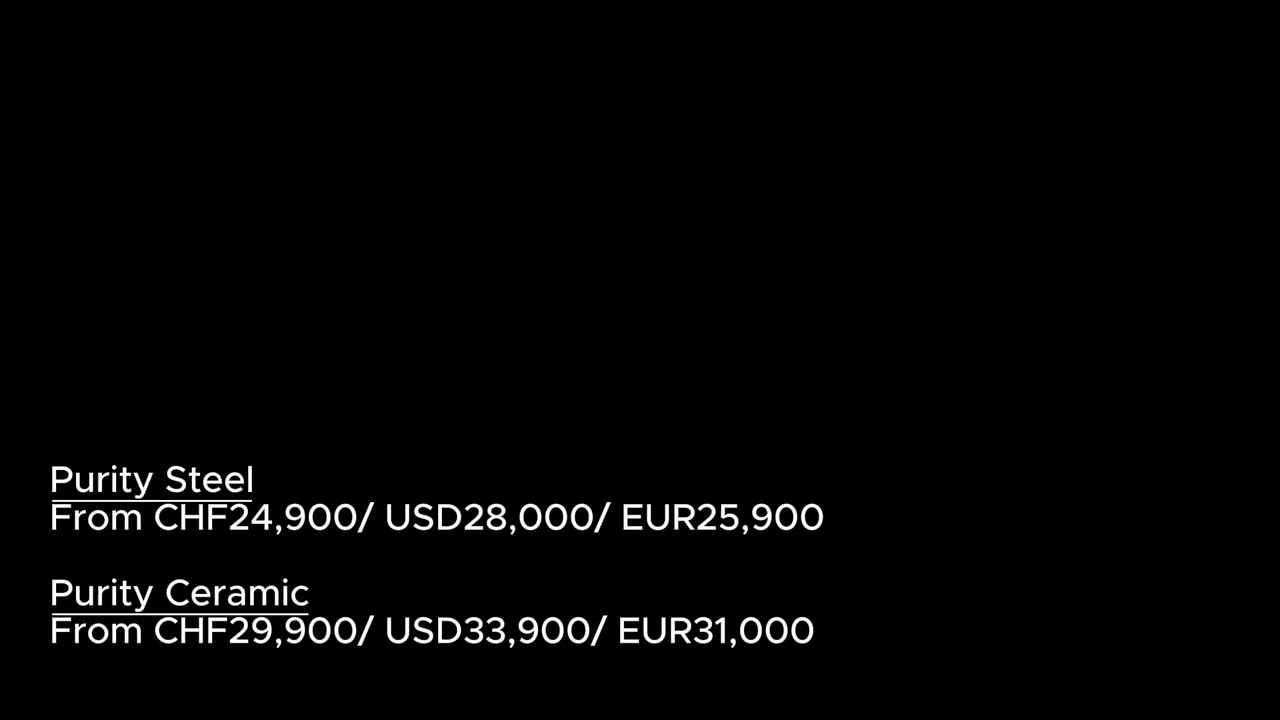 Purity Steel
From CHF24,900/ USD28,000/ EUR25,900
Purity Ceramic
From CHF29,900/ USD33,900/ EUR31,000